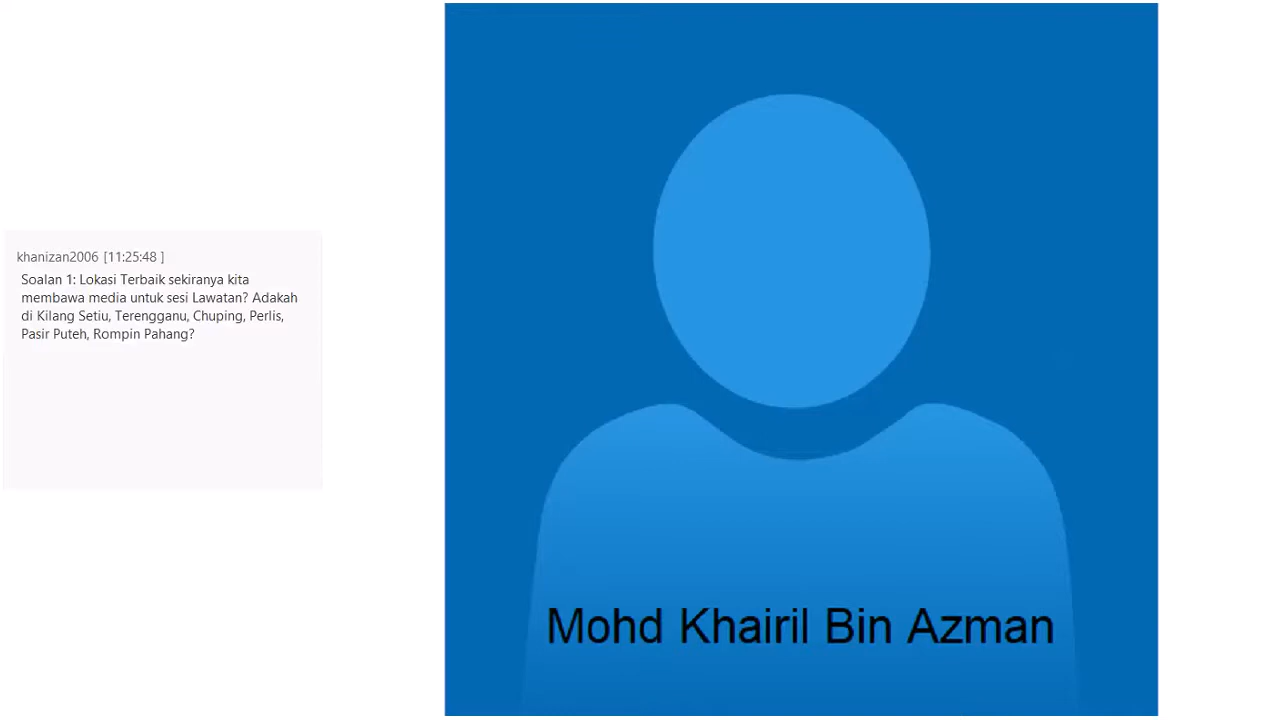 khanizan2006 [11:25:48 ]
Soalan 1: Lokasi Terbaik sekiranya kita
membawa media untuk sesi Lawatan? Adakah
di Kilang Setiu, Terengganu, Chuping, Perlis,
Pasir Puteh, Rompin Pahang?
Mohd Khairil Bin Azman